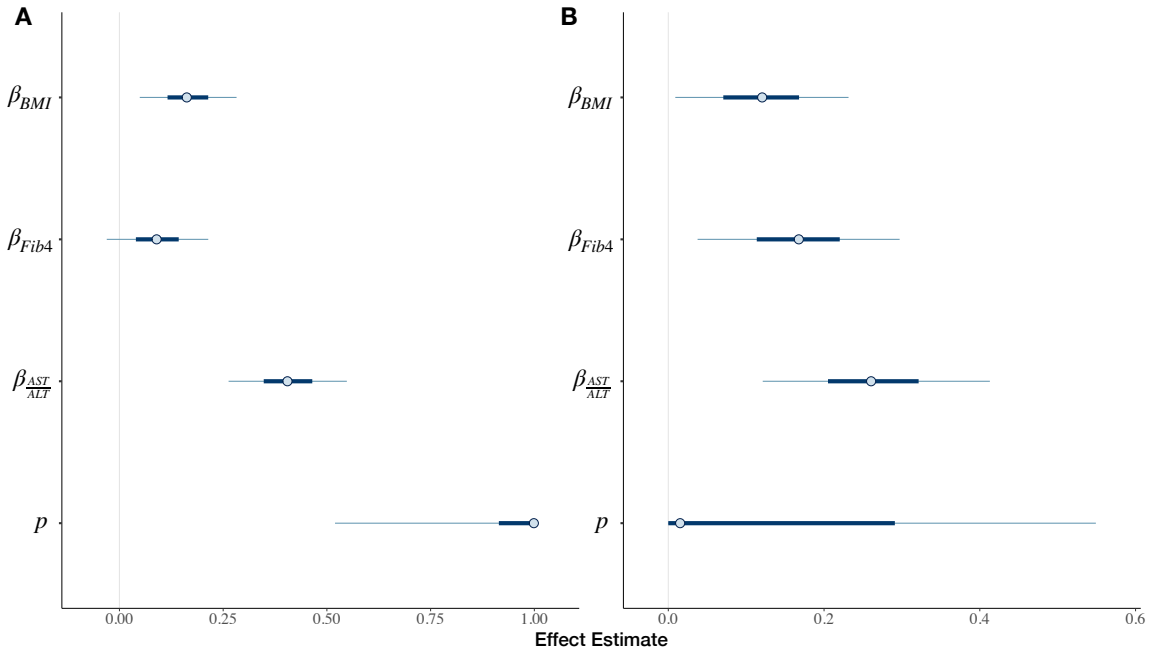 A
β_BMI
β_Fib4
β_AST/ALT
p
0.00 0.25 0.50 0.75 1.00
B
β_BMI
β_Fib4
β_AST/ALT
p
0.0 0.2 0.4 0.6
Effect Estimate